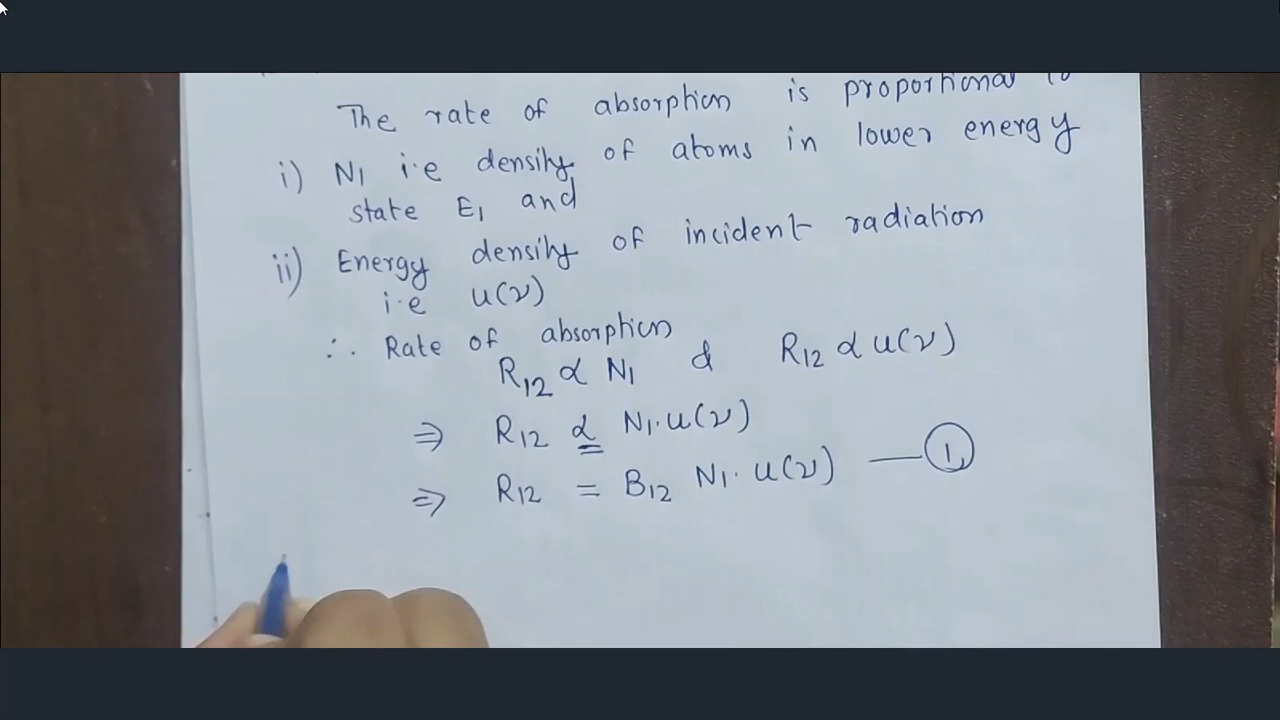 The rate of absorption is proportional to
i) N1 i.e density of atoms in lower energy
state E1 and
ii) Energy density of incident radiation
i.e u(ν)
∴ Rate of absorption
R12 ∝ N1 & R12 ∝ u(ν)
⇒ R12 ∝ N1.u(ν)
⇒ R12 = B12 N1.u(ν) — 1